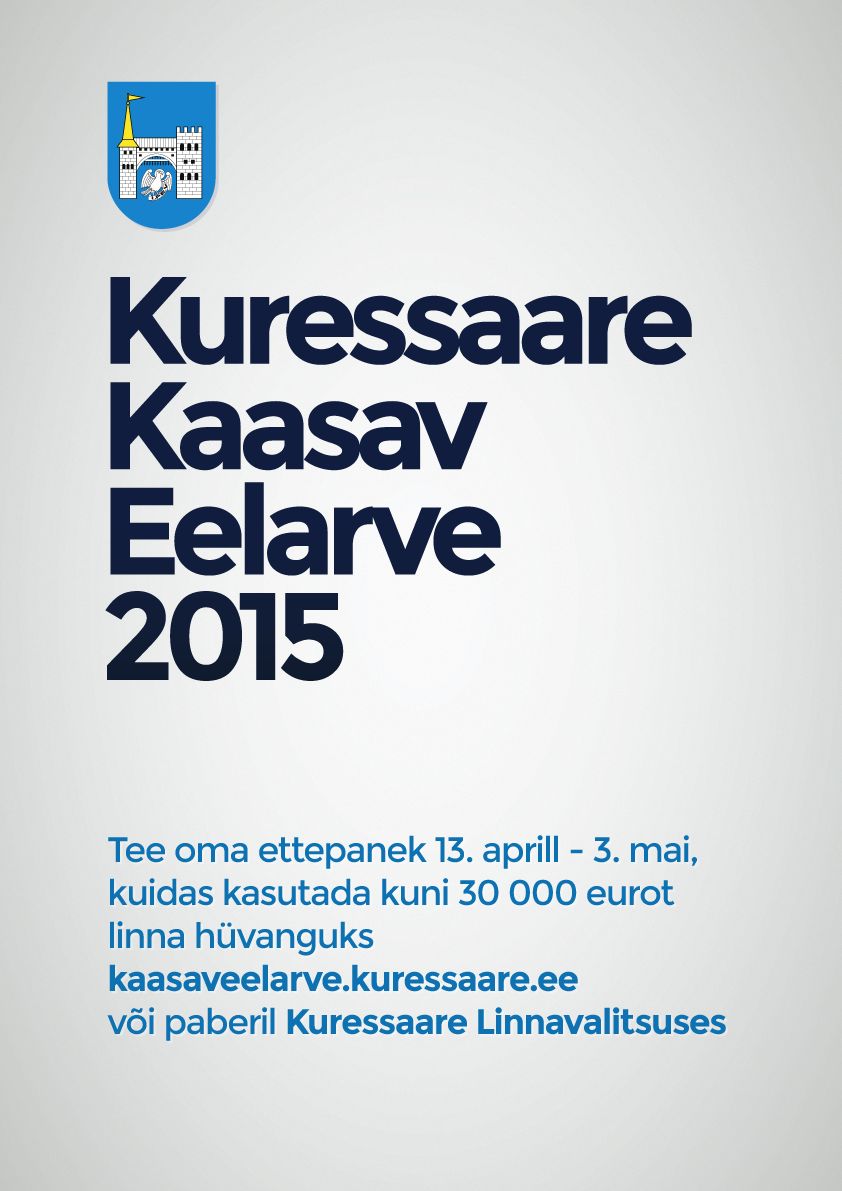 Kuressaare
Kaasav
Eelarve
2015
Tee oma ettepanek 13. aprill - 3. mai,
kuidas kasutada kuni 30 000 eurot
linna hüvanguks
kaasaveelarve.kuressaare.ee
või paberil Kuressaare Linnavalitsuses